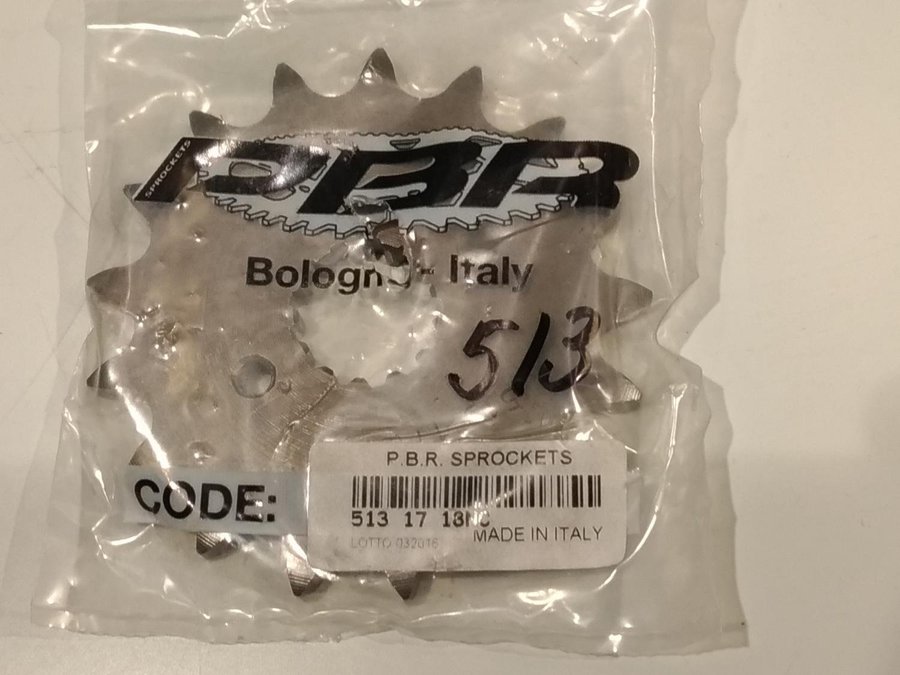 SPROCKETS
PBR
Bologna - Italy
513
CODE:
P.B.R. SPROCKETS
513 17 18NC
LOTTO 032016
MADE IN ITALY